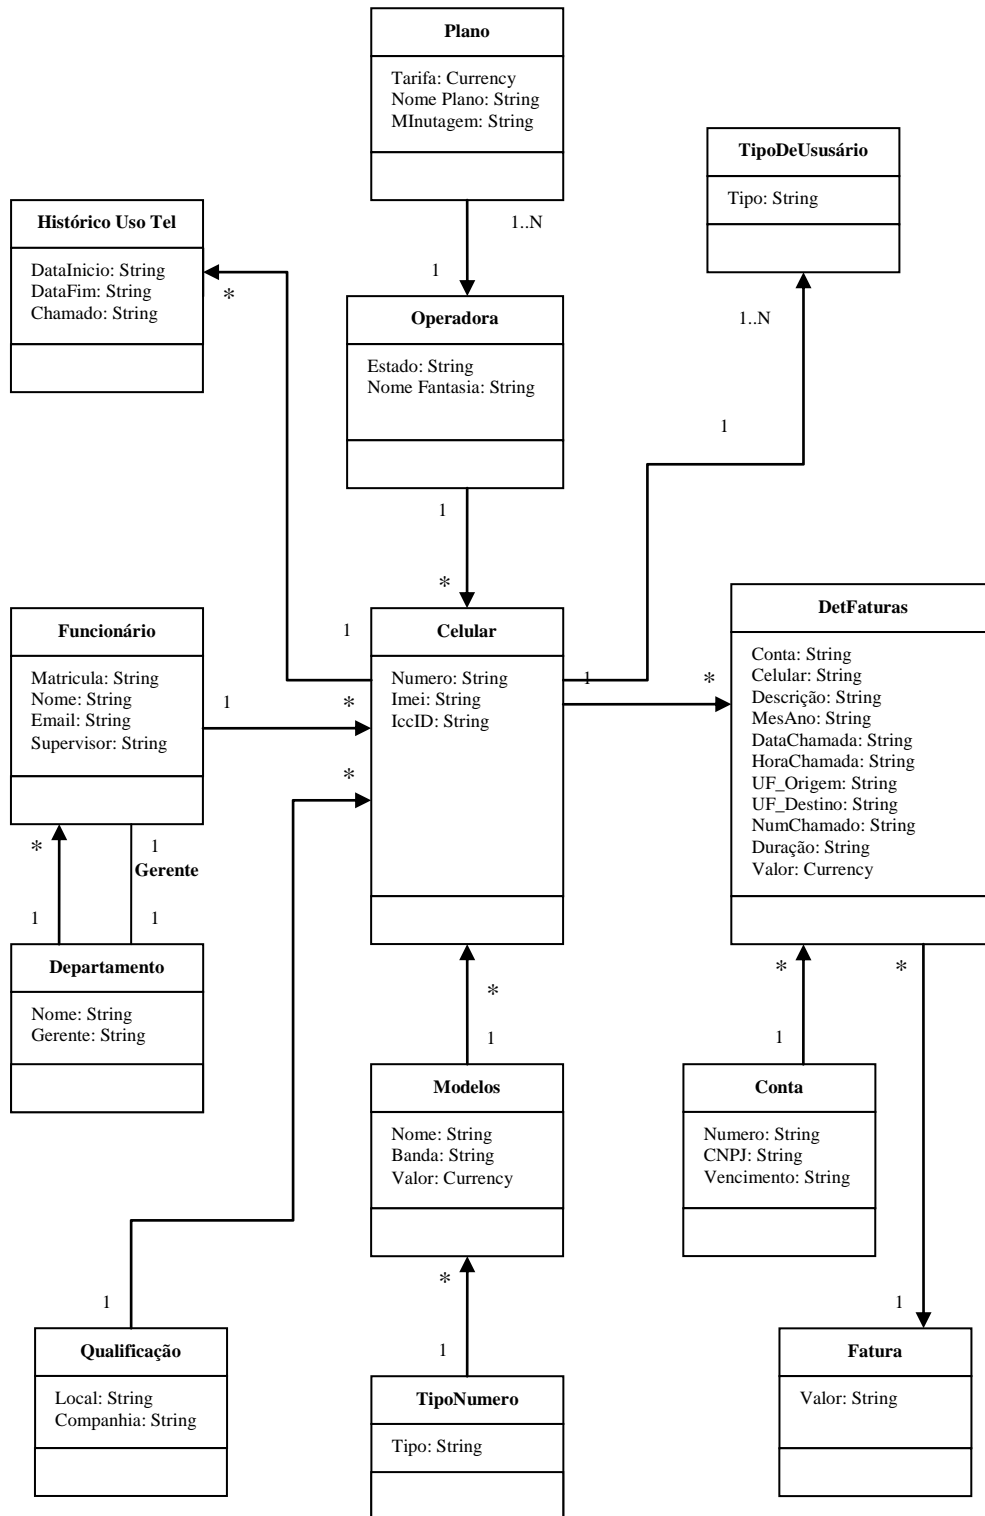 Plano
Tarifa: Currency
Nome Plano: String
MInutagem: String
1..N
1
TipoDeUsusário
Tipo: String
1..N
1
Histórico Uso Tel
DataInicio: String
DataFim: String
Chamado: String
*
1
Operadora
Estado: String
Nome Fantasia: String
1
*
Funcionário
Matricula: String
Nome: String
Email: String
Supervisor: String
1
*
*
Celular
Numero: String
Imei: String
IccID: String
1
*
DetFaturas
Conta: String
Celular: String
Descrição: String
MesAno: String
DataChamada: String
HoraChamada: String
UF_Origem: String
UF_Destino: String
NumChamado: String
Duração: String
Valor: Currency
*
1
Gerente
1
1
Departamento
Nome: String
Gerente: String
*
1
Modelos
Nome: String
Banda: String
Valor: Currency
*
1
*
1
Conta
Numero: String
CNPJ: String
Vencimento: String
*
1
1
Qualificação
Local: String
Companhia: String
TipoNumero
Tipo: String
Fatura
Valor: String